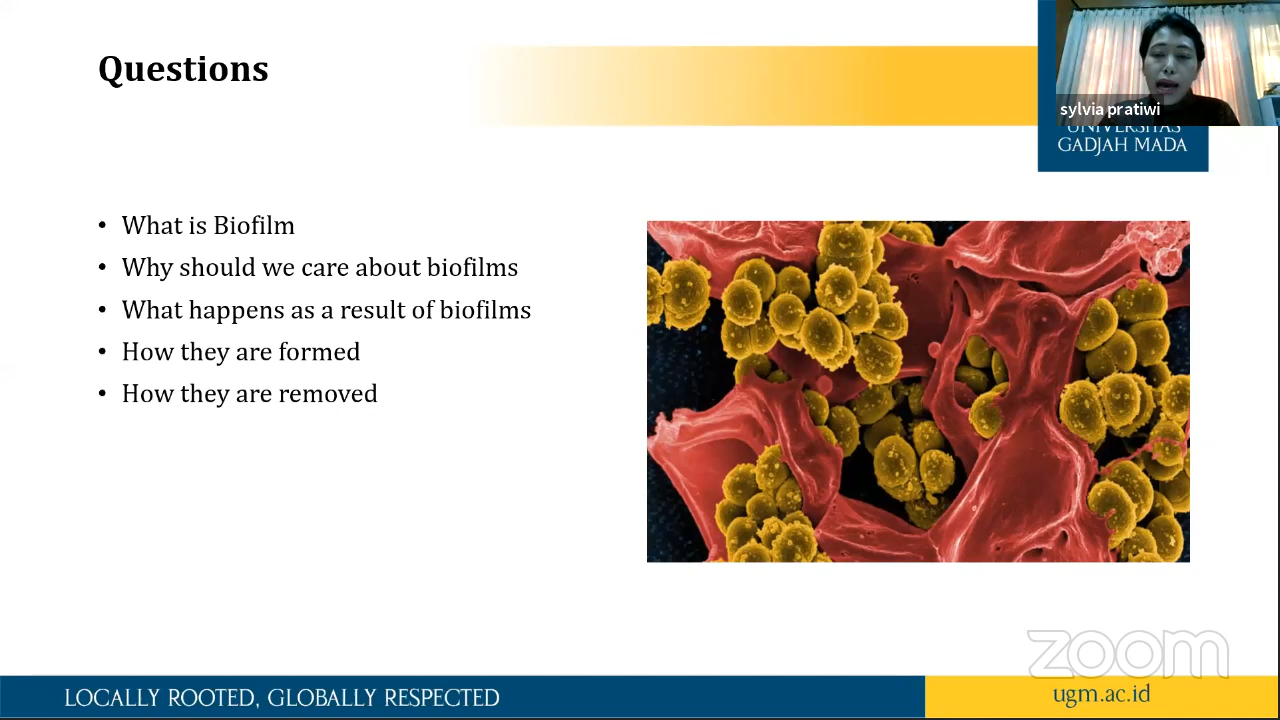 Questions
sylvia pratiwi
UNIVERSITAS
GADJAH MADA
• What is Biofilm
• Why should we care about biofilms
• What happens as a result of biofilms
• How they are formed
• How they are removed
zoom
LOCALLY ROOTED, GLOBALLY RESPECTED
ugm.ac.id